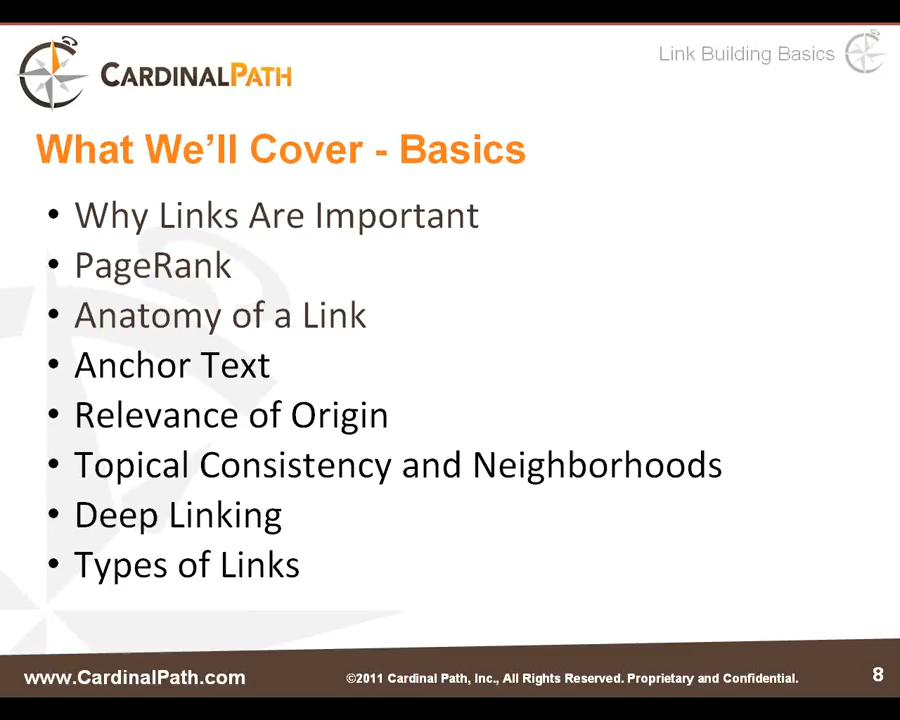 CARDINALPATH
Link Building Basics
What We'll Cover - Basics
• Why Links Are Important
• PageRank
• Anatomy of a Link
• Anchor Text
• Relevance of Origin
• Topical Consistency and Neighborhoods
• Deep Linking
• Types of Links
www.CardinalPath.com
©2011 Cardinal Path, Inc., All Rights Reserved. Proprietary and Confidential.
8